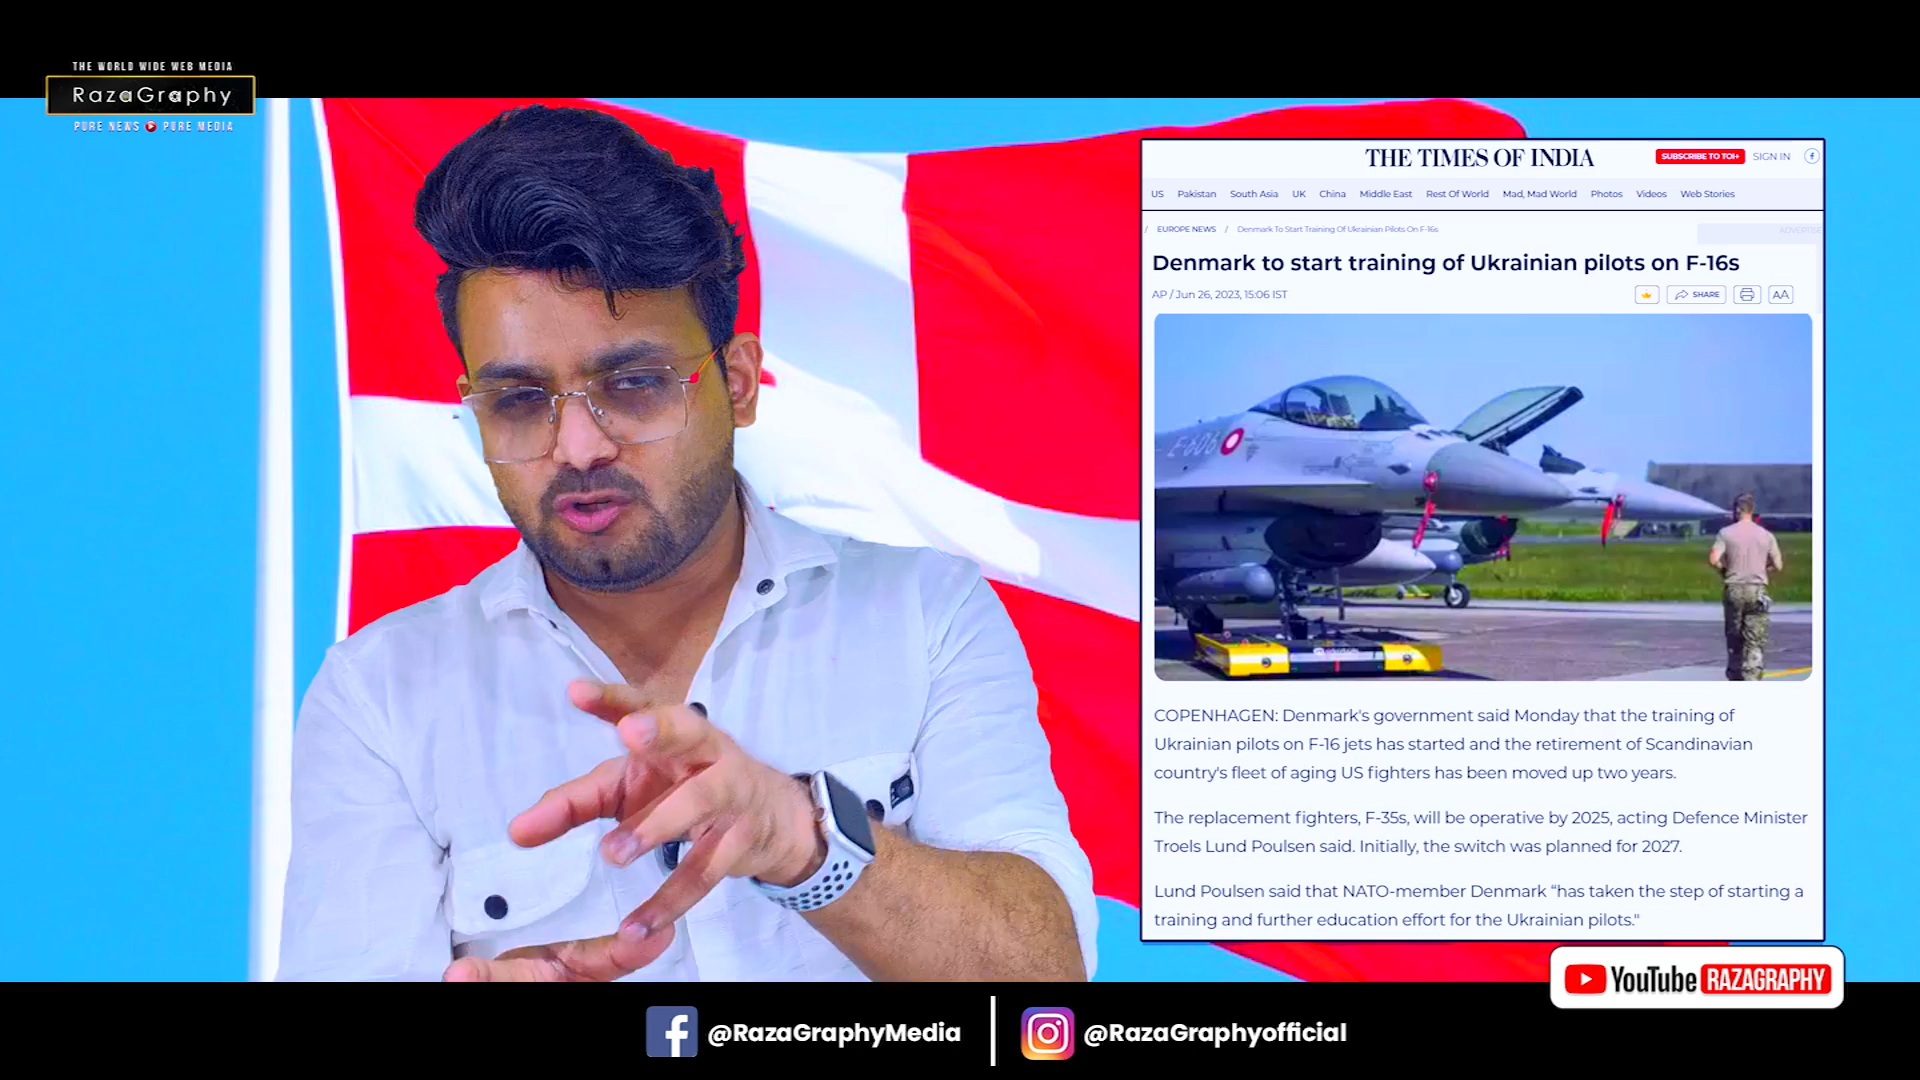 THE WORLD WIDE WEB MEDIA
RazaGraphy
PURE NEWS PURE MEDIA
THE TIMES OF INDIA
SUBSCRIBE TO TOI+ SIGN IN
US Pakistan South Asia UK China Middle East Rest Of World Mad, Mad World Photos Videos Web Stories
/ EUROPE NEWS / Denmark To Start Training Of Ukrainian Pilots On F-16s
ADVERTISE
Denmark to start training of Ukrainian pilots on F-16s
AP / Jun 26, 2023, 15:06 IST
SHARE AA
E-606
COPENHAGEN: Denmark's government said Monday that the training of
Ukrainian pilots on F-16 jets has started and the retirement of Scandinavian
country's fleet of aging US fighters has been moved up two years.
The replacement fighters, F-35s, will be operative by 2025, acting Defence Minister
Troels Lund Poulsen said. Initially, the switch was planned for 2027.
Lund Poulsen said that NATO-member Denmark “has taken the step of starting a
training and further education effort for the Ukrainian pilots."
YouTube RAZAGRAPHY
@RazaGraphyMedia
@RazaGraphyofficial